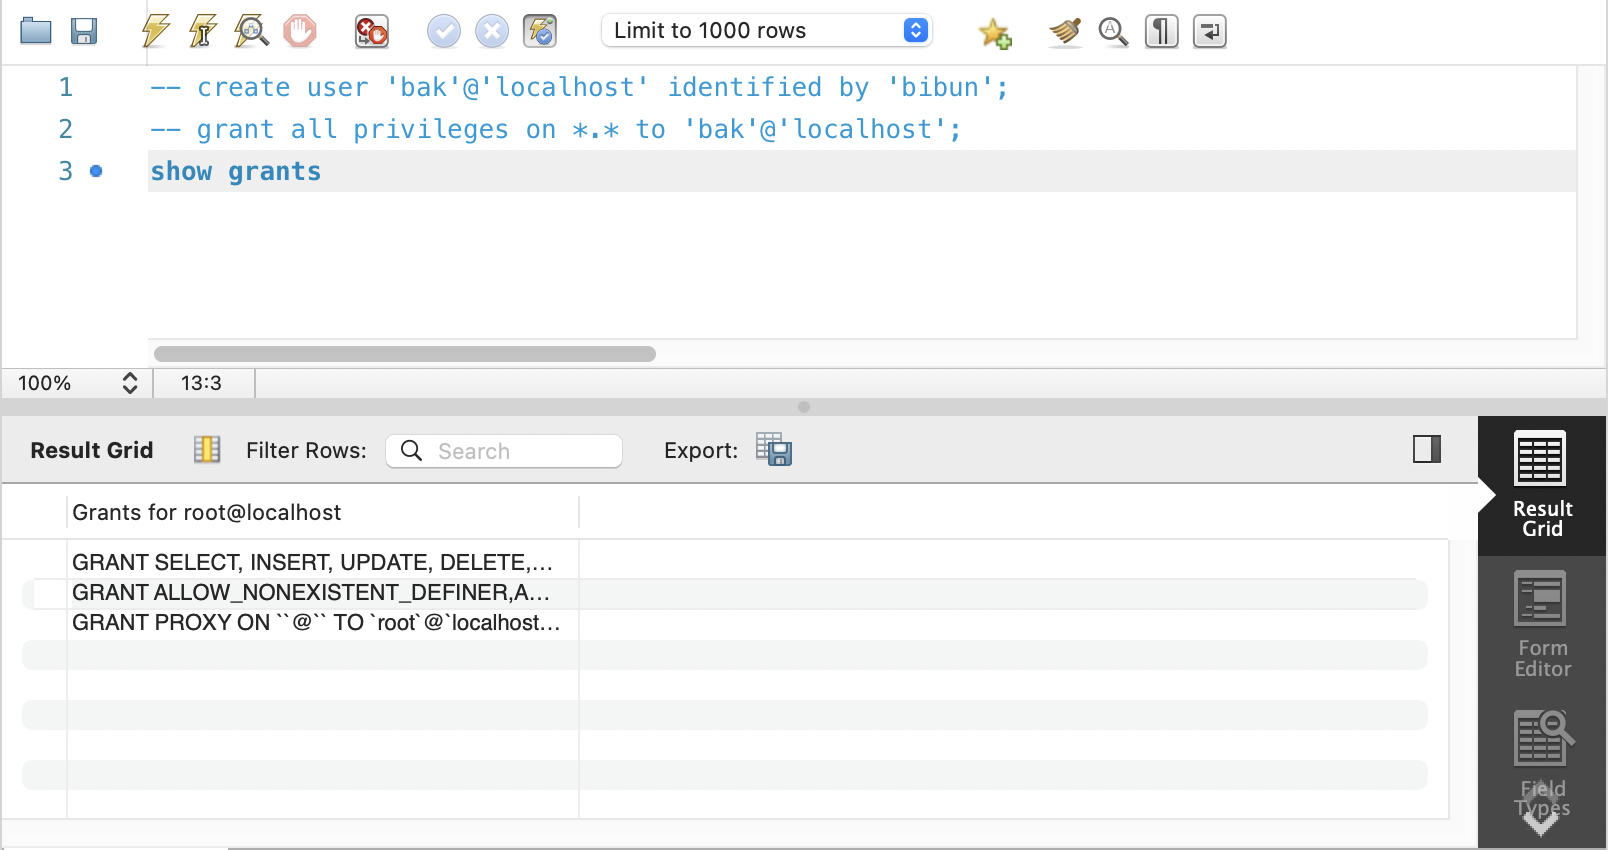 Limit to 1000 rows
1 -- create user 'bak'@'localhost' identified by 'bibun';
2 -- grant all privileges on *.* to 'bak'@'localhost';
3 show grants
100% 13:3
Result Grid Filter Rows: Search Export:
Grants for root@localhost
GRANT SELECT, INSERT, UPDATE, DELETE,...
GRANT ALLOW_NONEXISTENT_DEFINER,A...
GRANT PROXY ON ``@`` TO `root`@`localhost...
Result
Grid
Form
Editor
Field
Types